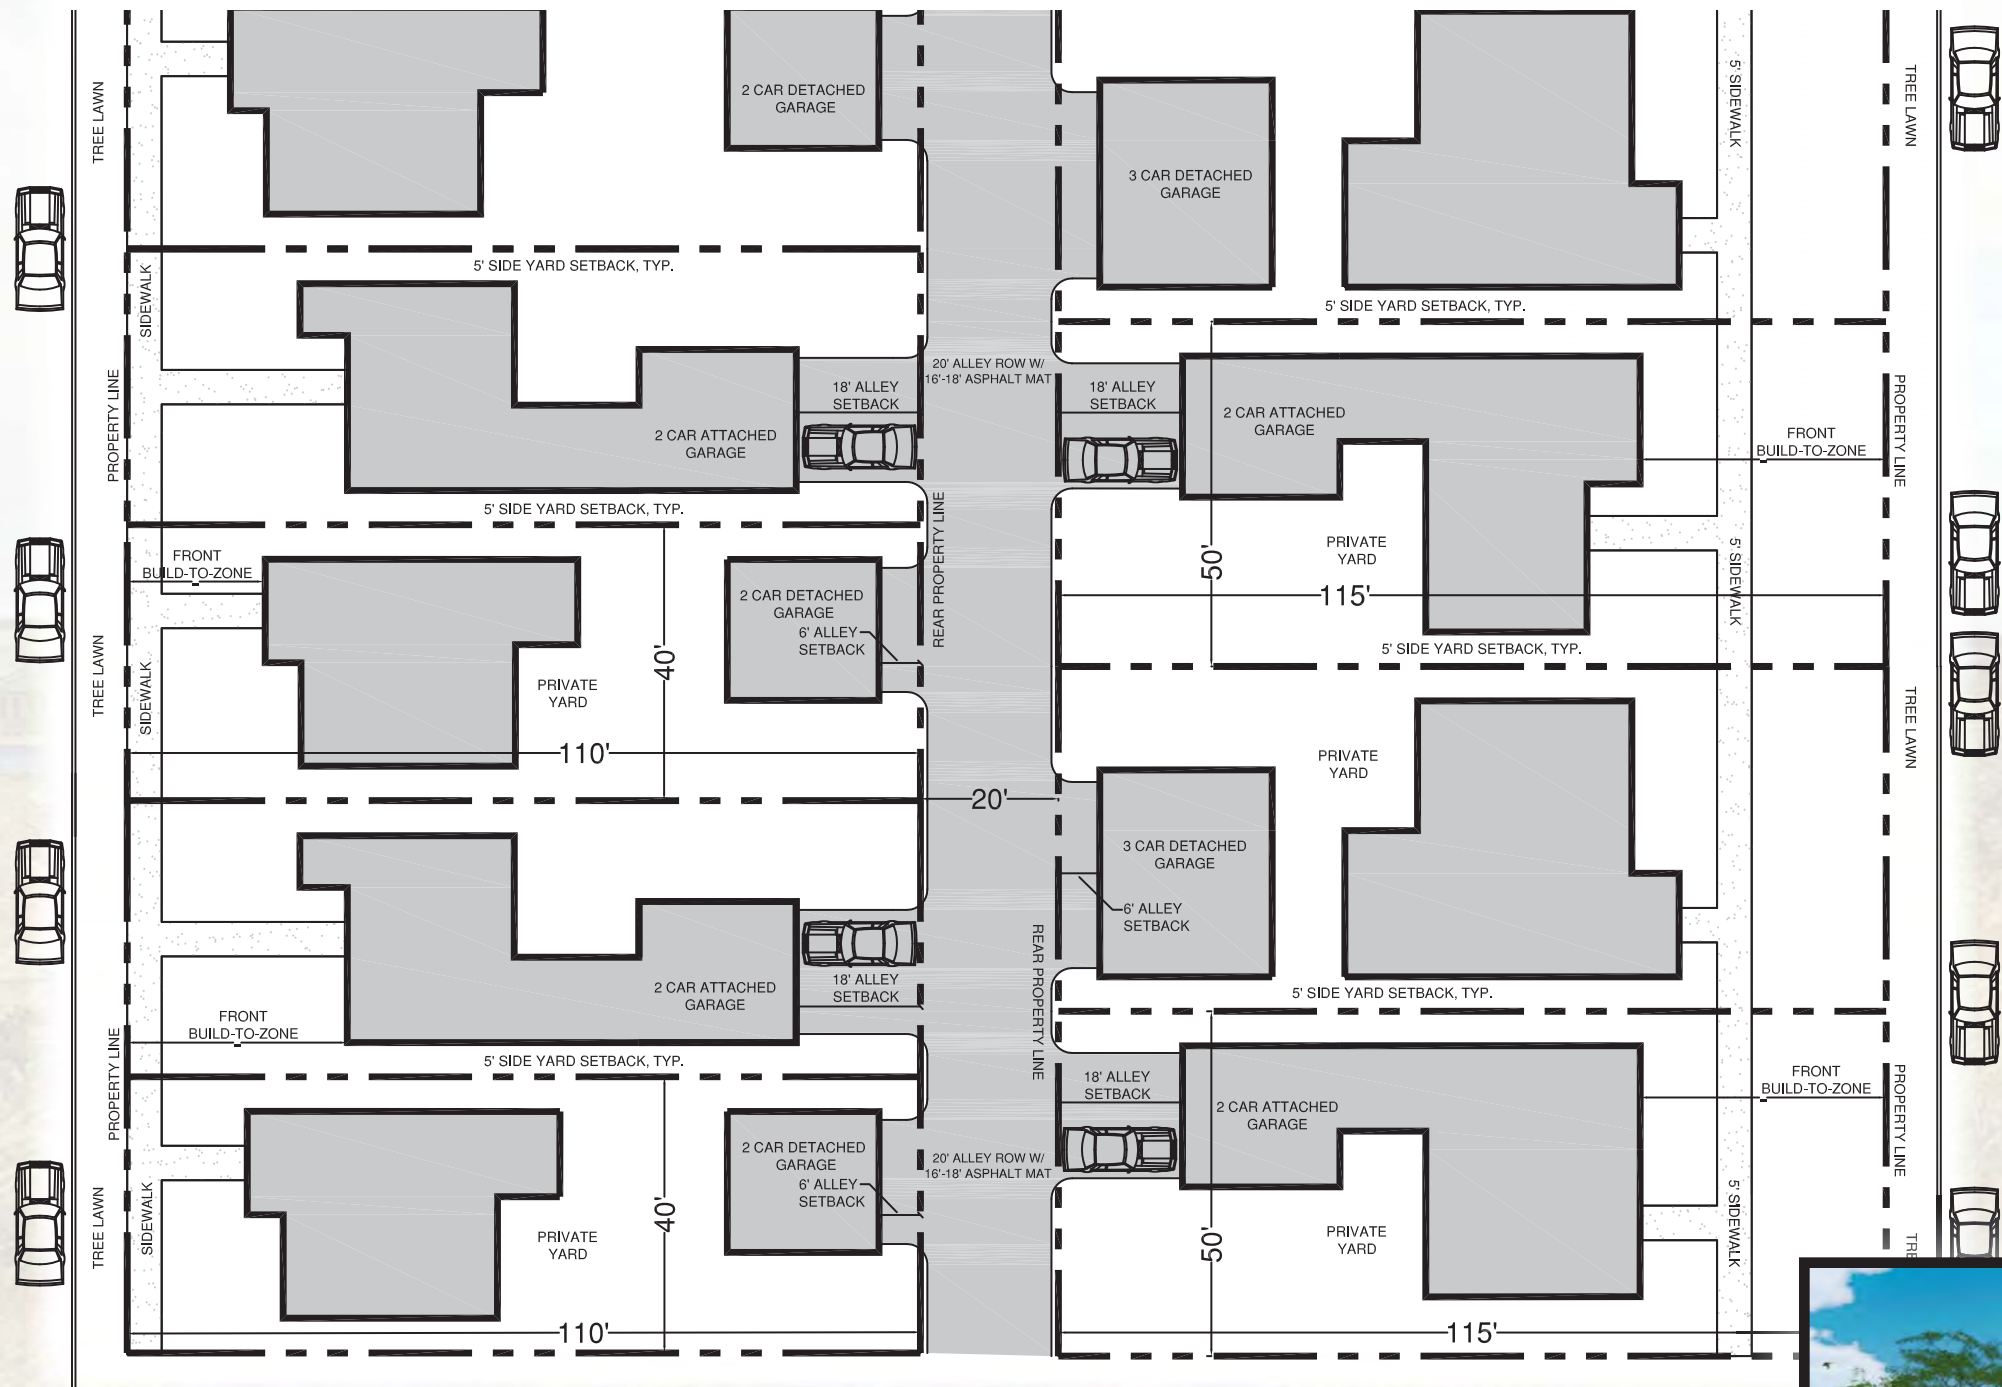 TREE LAWN
2 CAR DETACHED
GARAGE
5' SIDEWALK
TREE LAWN
3 CAR DETACHED
GARAGE
5' SIDE YARD SETBACK, TYP.
SIDEWALK
5' SIDE YARD SETBACK, TYP.
PROPERTY LINE
20' ALLEY ROW W/
16'-18' ASPHALT MAT
18' ALLEY
SETBACK
18' ALLEY
SETBACK
2 CAR ATTACHED
GARAGE
2 CAR ATTACHED
GARAGE
FRONT
BUILD-TO-ZONE
PROPERTY LINE
5' SIDE YARD SETBACK, TYP.
REAR PROPERTY LINE
FRONT
BUILD-TO-ZONE
50'
PRIVATE
YARD
5' SIDEWALK
2 CAR DETACHED
GARAGE
6' ALLEY
SETBACK
115'
TREE LAWN
SIDEWALK
40'
5' SIDE YARD SETBACK, TYP.
PRIVATE
YARD
TREE LAWN
110'
PRIVATE
YARD
20'
3 CAR DETACHED
GARAGE
6' ALLEY
SETBACK
2 CAR ATTACHED
GARAGE
18' ALLEY
SETBACK
REAR PROPERTY LINE
5' SIDE YARD SETBACK, TYP.
FRONT
BUILD-TO-ZONE
PROPERTY LINE
5' SIDE YARD SETBACK, TYP.
18' ALLEY
SETBACK
2 CAR ATTACHED
GARAGE
FRONT
BUILD-TO-ZONE
PROPERTY LINE
2 CAR DETACHED
GARAGE
6' ALLEY
SETBACK
20' ALLEY ROW W/
16'-18' ASPHALT MAT
TREE LAWN
SIDEWALK
40'
PRIVATE
YARD
50'
PRIVATE
YARD
5' SIDEWALK
TRE
110'
115'